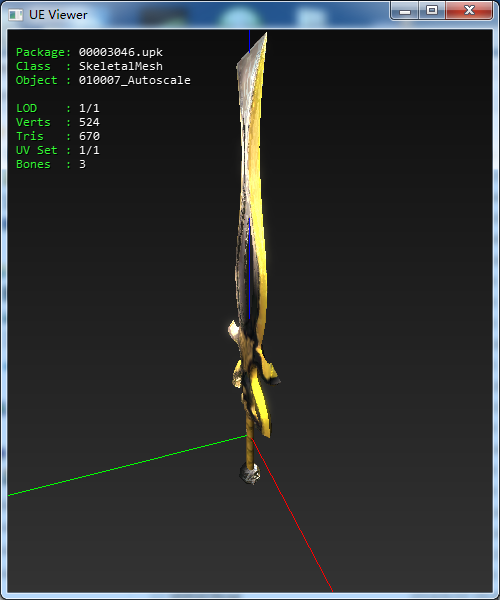 UE Viewer
Package: 00003046.upk
Class : SkeletalMesh
Object : 010007_Autoscale
LOD : 1/1
Verts : 524
Tris : 670
UV Set : 1/1
Bones : 3